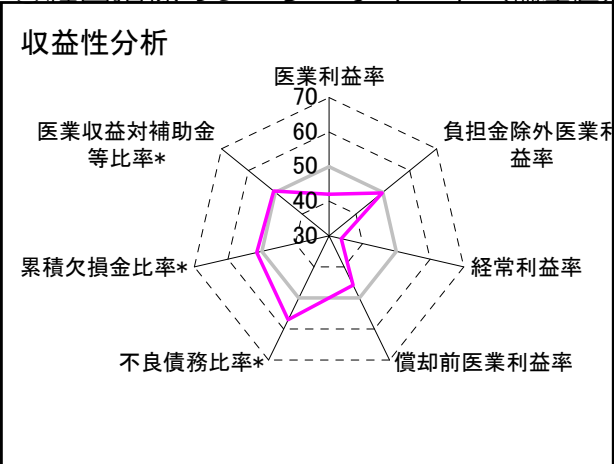 収益性分析
医業利益率
70
60
50
40
30
負担金除外医業利
益率
経常利益率
償却前医業利益率
不良債務比率*
累積欠損金比率*
医業収益対補助金
等比率*